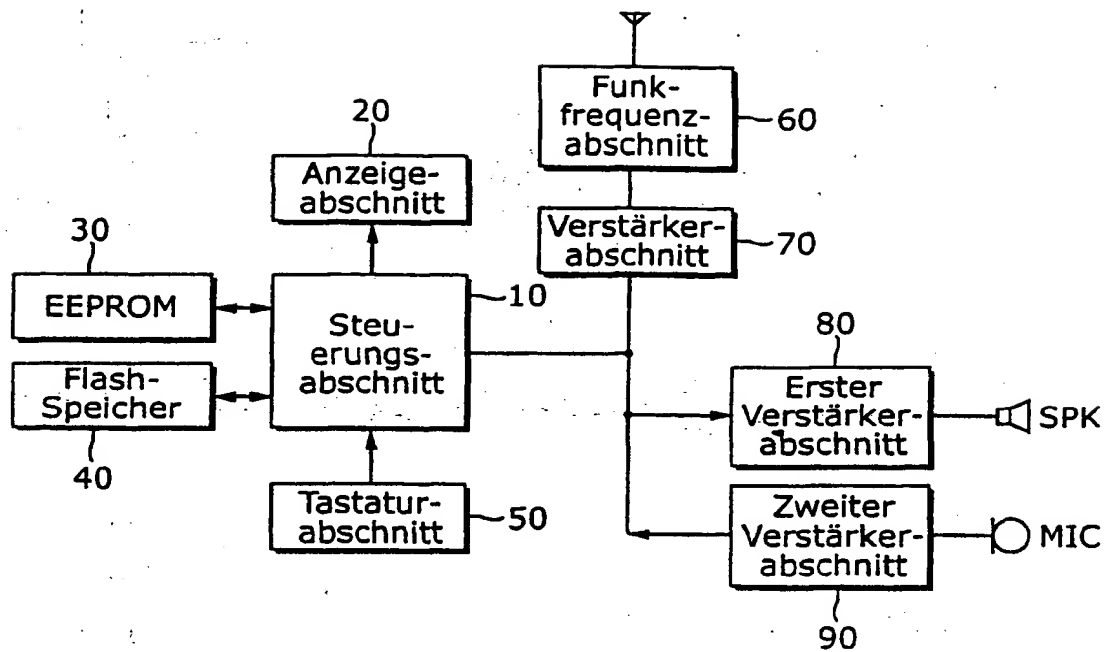 Funk-
frequenz-
abschnitt
60
20
Anzeige-
abschnitt
Verstärker-
abschnitt
70
30
EEPROM
10
Steu-
erungs-
abschnitt
80
Flash-
Speicher
40
Erster
Verstärker-
abschnitt
SPK
Tastatur-
abschnitt
50
Zweiter
Verstärker-
abschnitt
MIC
90